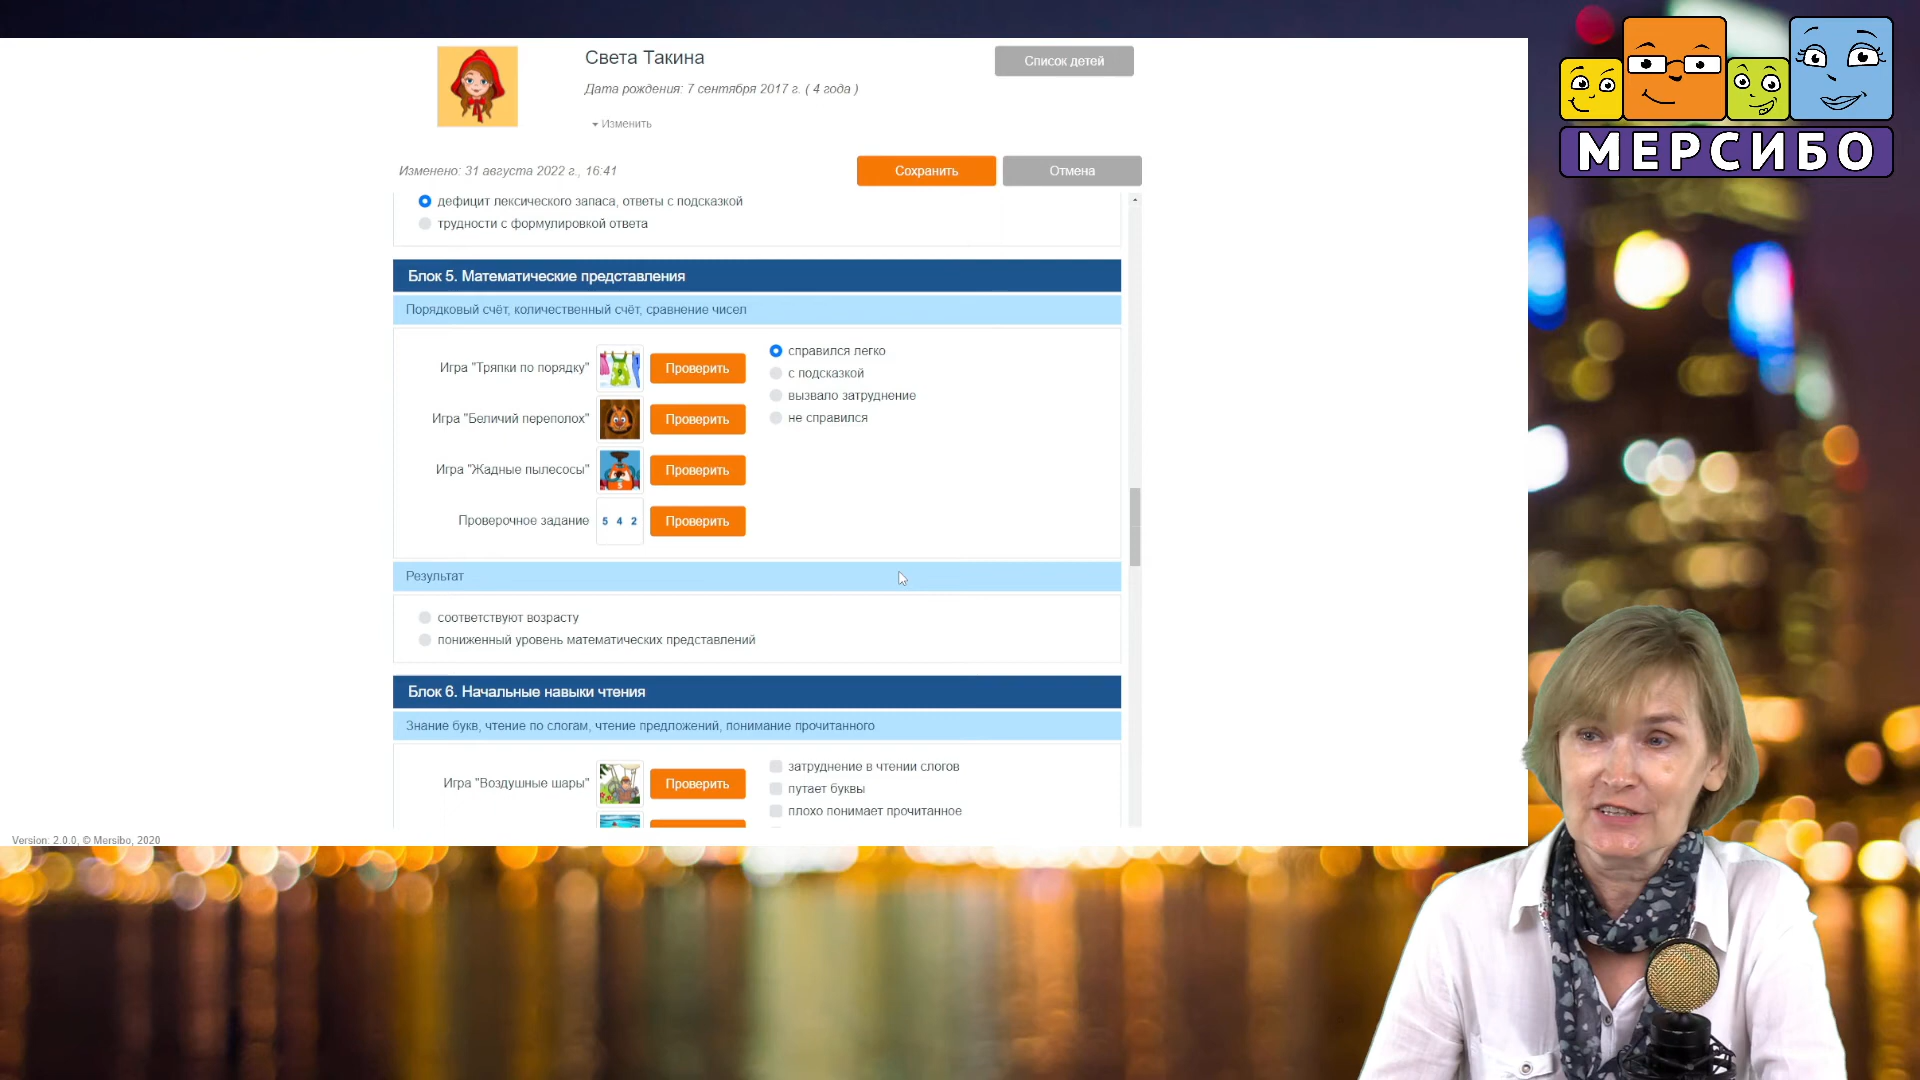 Света Такина
Список детей
Дата рождения: 7 сентября 2017 г. ( 4 года )
Изменить
МЕРСИБО
Изменено: 31 августа 2022 г., 16:41
Сохранить
Отмена
дефицит лексического запаса, ответы с подсказкой
трудности с формулировкой ответа
Блок 5. Математические представления
Порядковый счёт, количественный счёт, сравнение чисел
Игра "Тряпки по порядку"
Проверить
справился легко
с подсказкой
вызвало затруднение
не справился
Игра "Беличий переполох"
Проверить
Игра "Жадные пылесосы"
Проверить
Проверочное задание
5 4 2
Проверить
Результат
соответствуют возрасту
пониженный уровень математических представлений
Блок 6. Начальные навыки чтения
Знание букв, чтение по слогам, чтение предложений, понимание прочитанного
Игра "Воздушные шары"
Проверить
затруднение в чтении слогов
путает буквы
плохо понимает прочитанное
Version: 2.0.0, © Mersibo, 2020